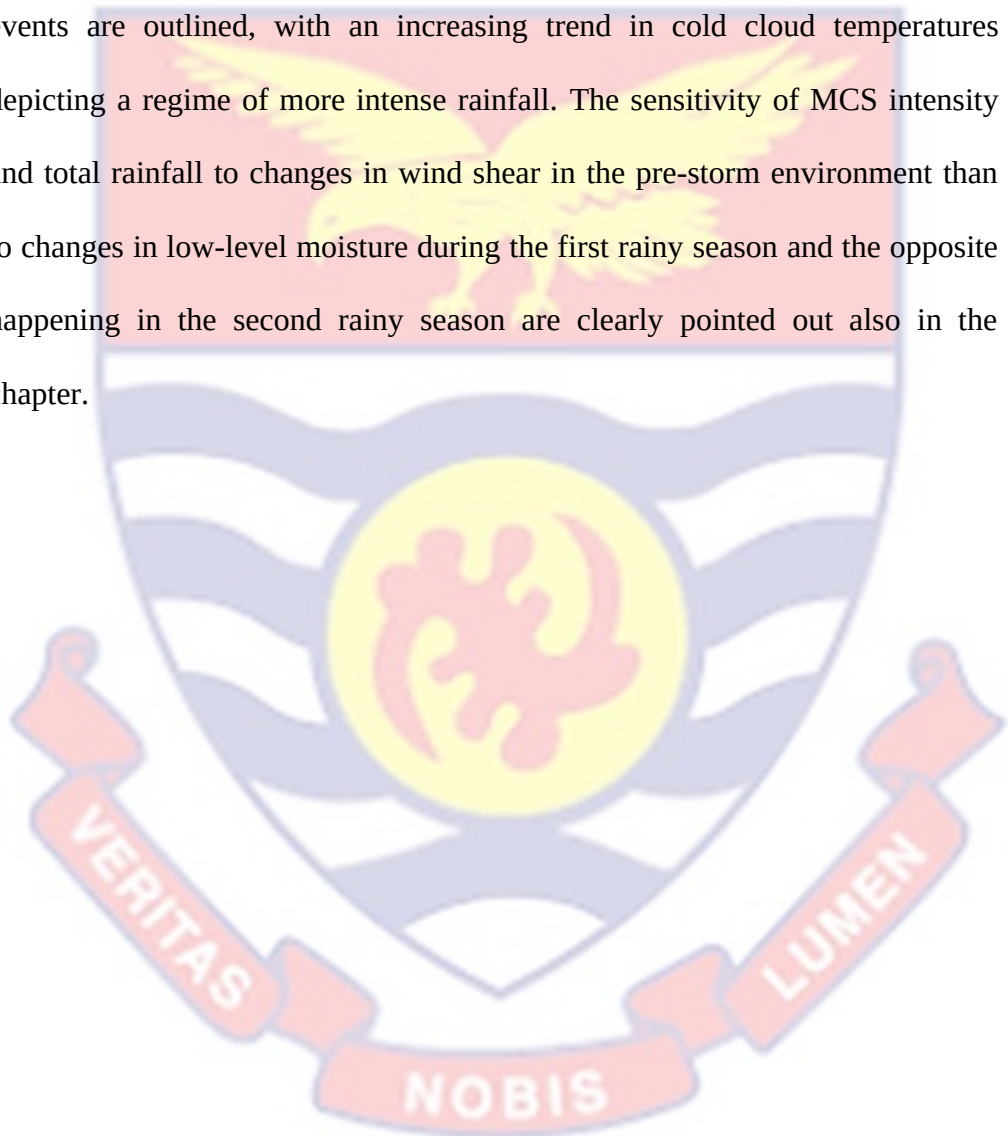 events are outlined, with an increasing trend in cold cloud temperatures
depicting a regime of more intense rainfall. The sensitivity of MCS intensity
and total rainfall to changes in wind shear in the pre-storm environment than
to changes in low-level moisture during the first rainy season and the opposite
happening in the second rainy season are clearly pointed out also in the
chapter.
VERITAS
NOBIS
LUMEN